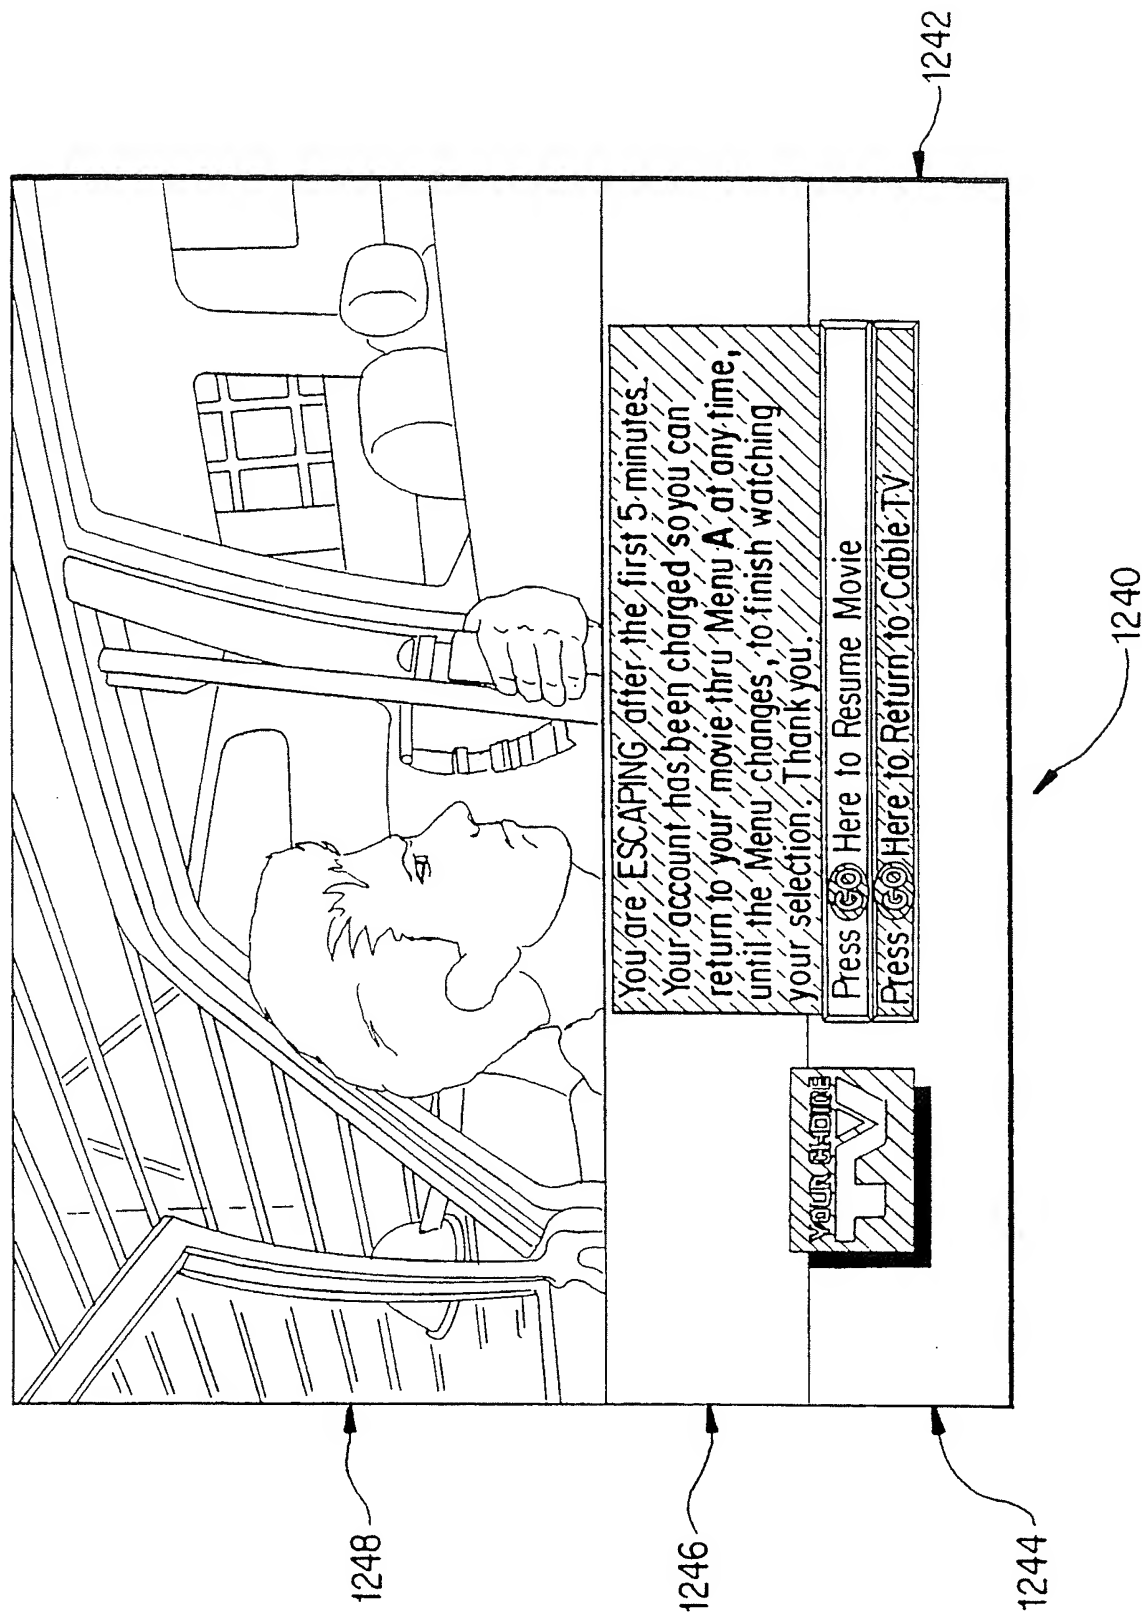 1248
1246
1244
1242
1240
You are ESCAPING after the first 5 minutes.
Your account has been charged so you can
return to your movie thru Menu A at any time,
until the Menu changes, to finish watching
your selection. Thank you.
Press GO Here to Resume Movie
Press GO Here to Return to Cable TV
YOUR CHOICE
TV